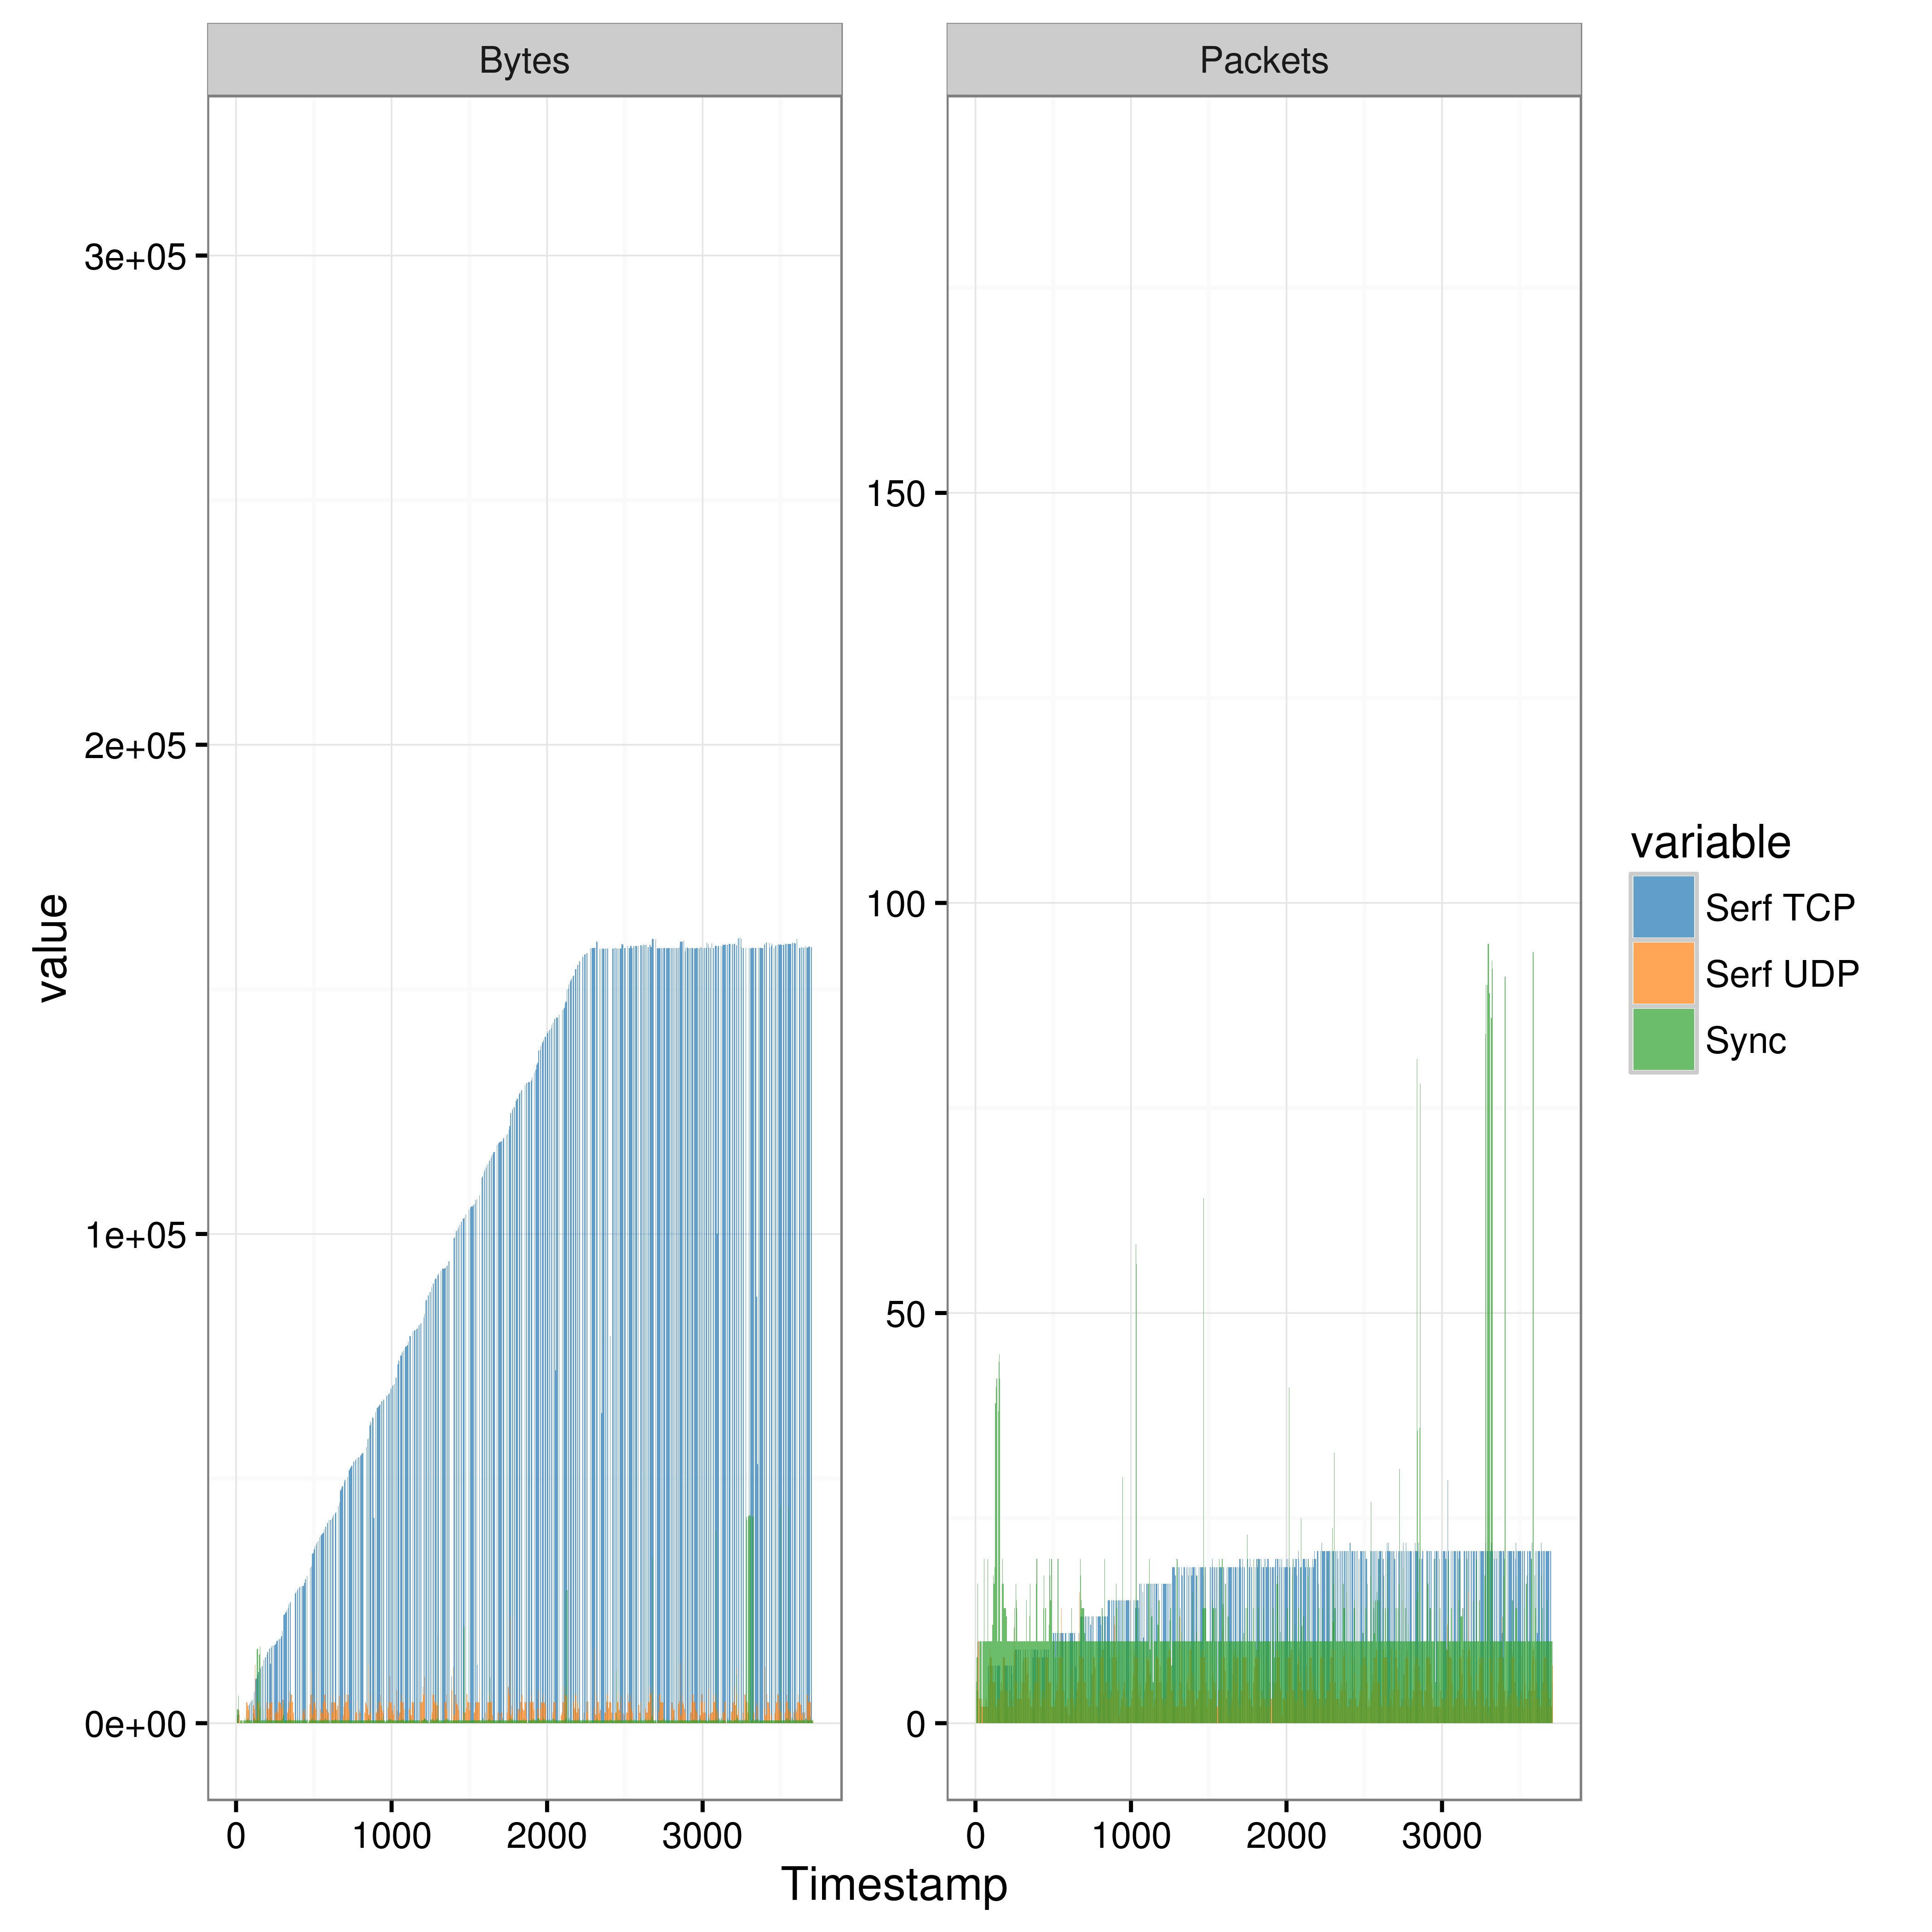 Bytes
Packets
value
3e+05
2e+05
1e+05
0e+00
150
100
50
0
0
1000
2000
3000
0
1000
2000
3000
Timestamp
variable
Serf TCP
Serf UDP
Sync